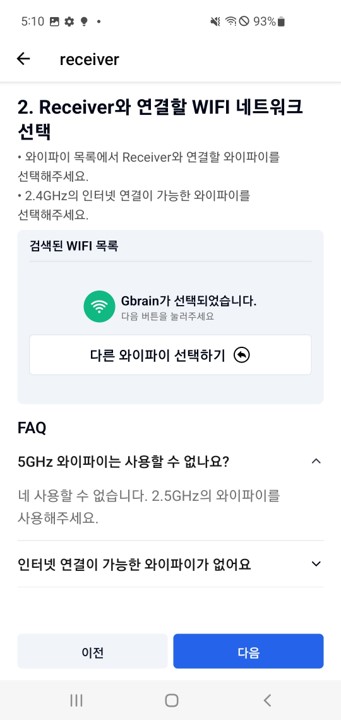 5:10
93%
receiver
2. Receiver와 연결할 WIFI 네트워크
선택
• 와이파이 목록에서 Receiver와 연결할 와이파이를
선택해주세요.
• 2.4GHz의 인터넷 연결이 가능한 와이파이를
선택해주세요.
검색된 WIFI 목록
Gbrain가 선택되었습니다.
다음 버튼을 눌러주세요
다른 와이파이 선택하기
FAQ
5GHz 와이파이는 사용할 수 없나요?
네 사용할 수 없습니다. 2.5GHz의 와이파이를
사용해주세요.
인터넷 연결이 가능한 와이파이가 없어요
이전
다음